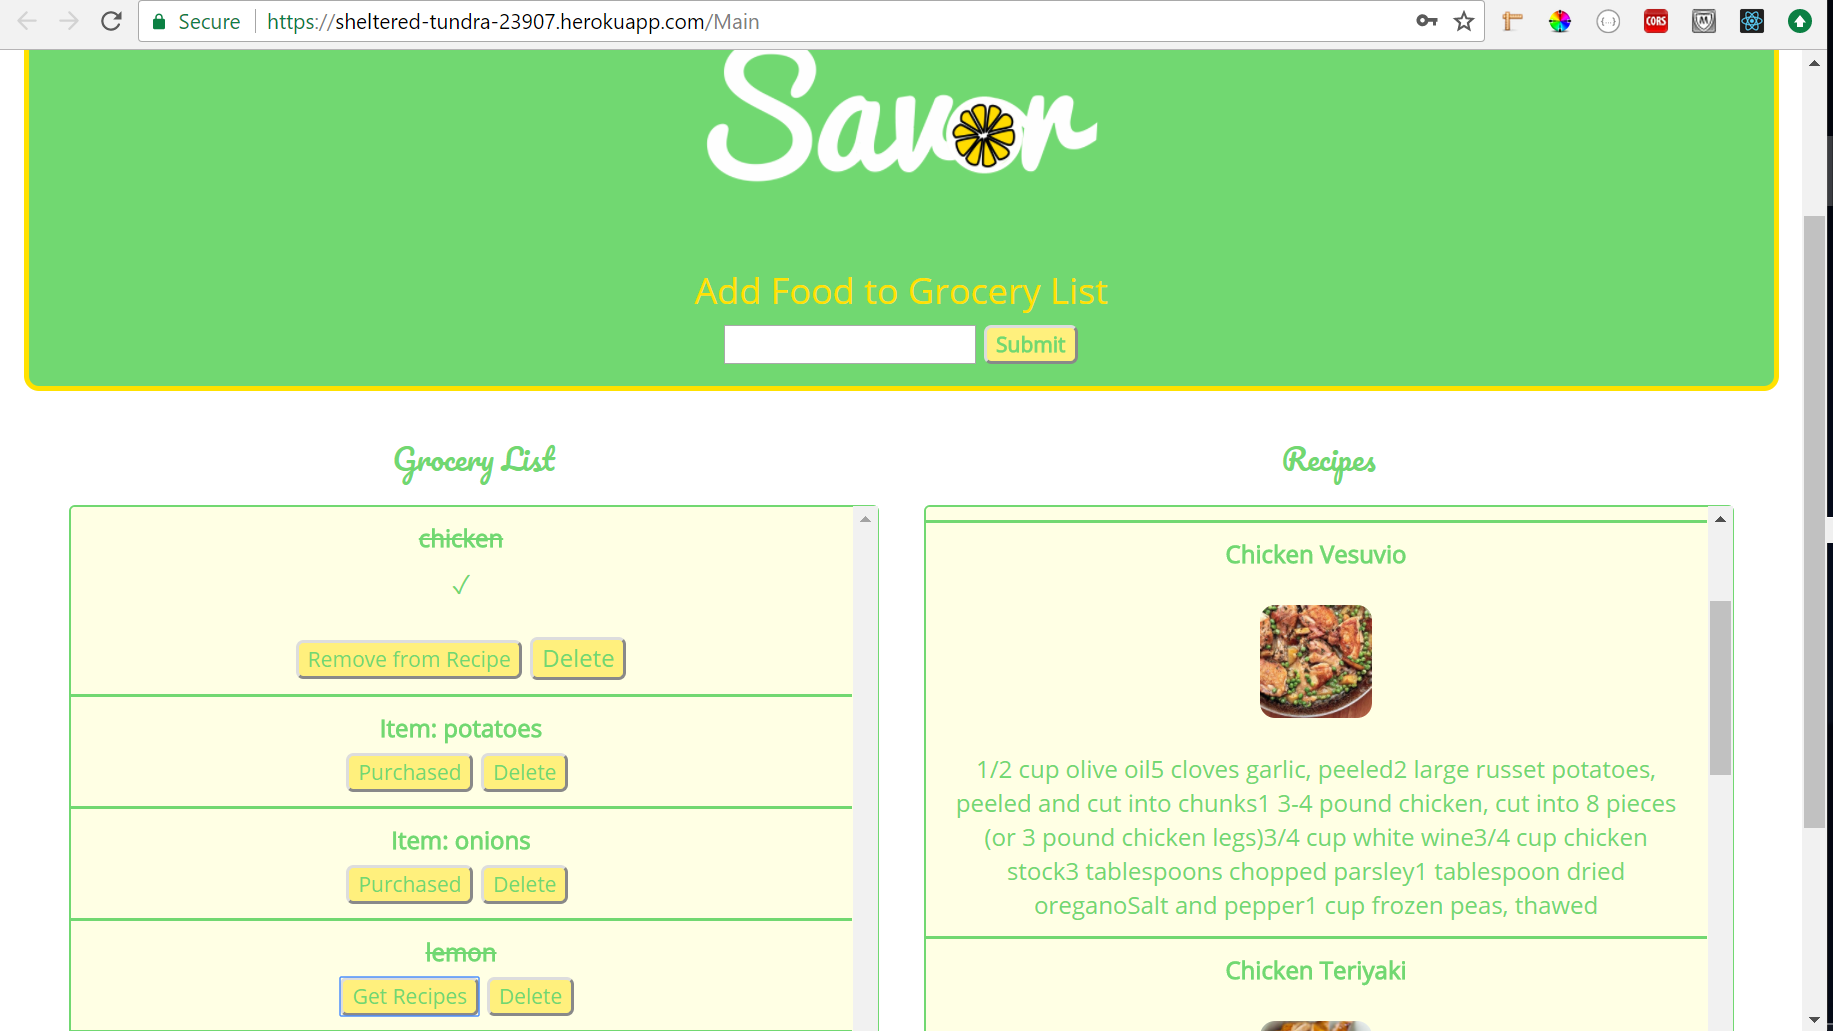 Secure https://sheltered-tundra-23907.herokuapp.com/Main
CORS
Savor
Add Food to Grocery List
Submit
Grocery List
chicken
✓
Remove from Recipe Delete
Item: potatoes
Purchased Delete
Item: onions
Purchased Delete
lemon
Get Recipes Delete
Recipes
Chicken Vesuvio
1/2 cup olive oil5 cloves garlic, peeled2 large russet potatoes,
peeled and cut into chunks1 3-4 pound chicken, cut into 8 pieces
(or 3 pound chicken legs)3/4 cup white wine3/4 cup chicken
stock3 tablespoons chopped parsley1 tablespoon dried
oreganoSalt and pepper1 cup frozen peas, thawed
Chicken Teriyaki